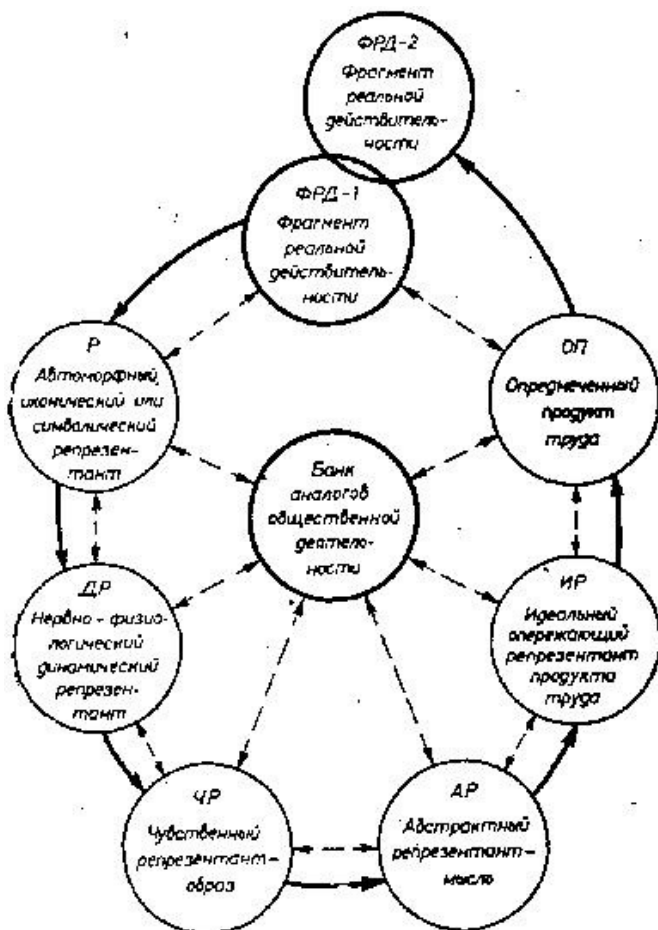 ФРД-2
Фрагмент
реальной
действитель-
ности
ФРД-1
Фрагмент
реальной
действитель-
ности
Р
Автоморфный,
иконический или
символический
репрезен-
тант
ОП
Опредмеченный
продукт
труда
Банк
аналогов
общественной
деятель-
ности
ДР
Нервно-физио-
логический
динамический
репрезен-
тант
ИР
Идеальный
опережающий
репрезентант
продукта
труда
ЧР
Чувственный
репрезентант-
образ
АР
Абстрактный
репрезентант-
мысль